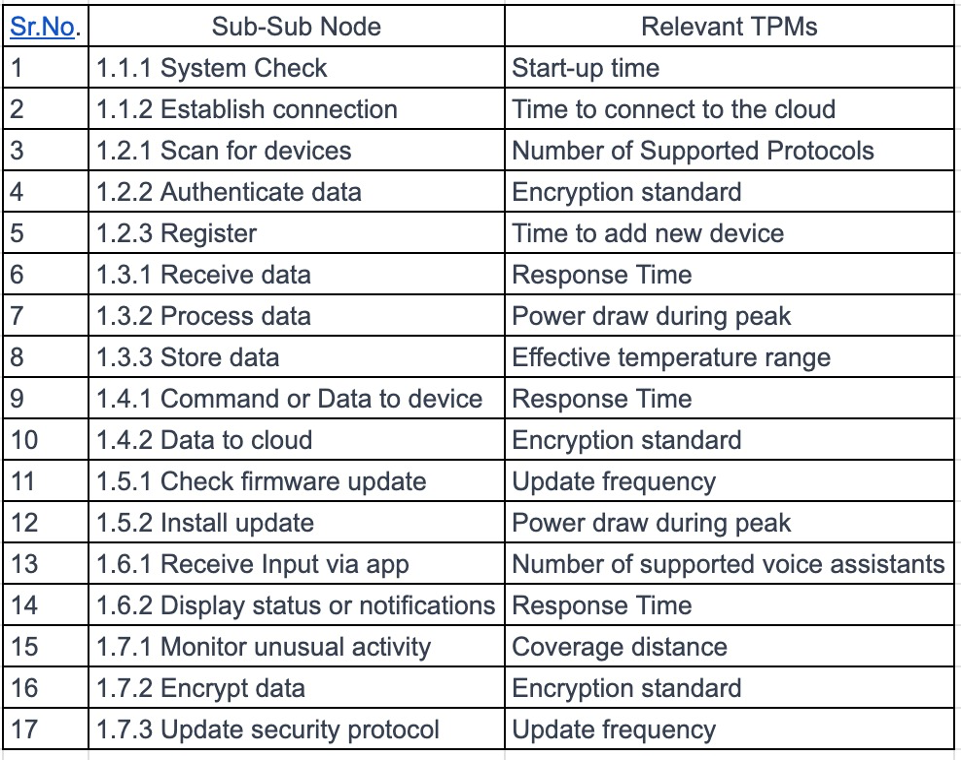 Sr.No. Sub-Sub Node Relevant TPMs
1 1.1.1 System Check Start-up time
2 1.1.2 Establish connection Time to connect to the cloud
3 1.2.1 Scan for devices Number of Supported Protocols
4 1.2.2 Authenticate data Encryption standard
5 1.2.3 Register Time to add new device
6 1.3.1 Receive data Response Time
7 1.3.2 Process data Power draw during peak
8 1.3.3 Store data Effective temperature range
9 1.4.1 Command or Data to device Response Time
10 1.4.2 Data to cloud Encryption standard
11 1.5.1 Check firmware update Update frequency
12 1.5.2 Install update Power draw during peak
13 1.6.1 Receive Input via app Number of supported voice assistants
14 1.6.2 Display status or notifications Response Time
15 1.7.1 Monitor unusual activity Coverage distance
16 1.7.2 Encrypt data Encryption standard
17 1.7.3 Update security protocol Update frequency